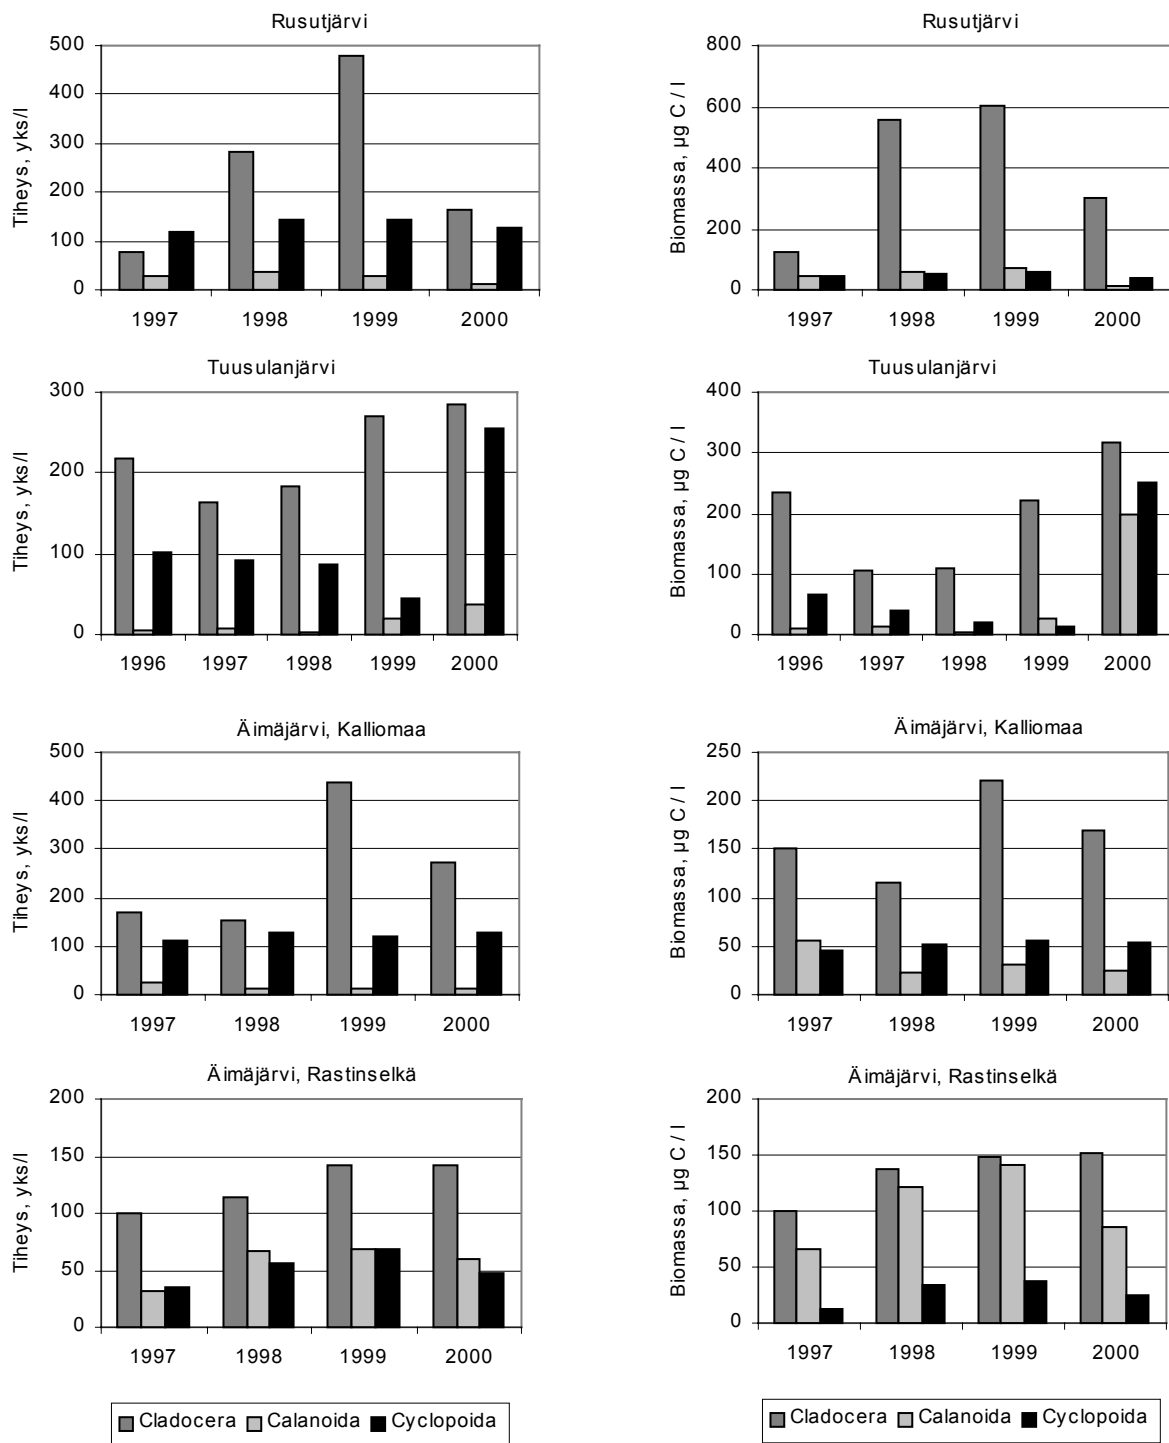 Rusutjärvi
Tiheys, yks/l
500
400
300
200
100
0
1997 1998 1999 2000
Rusutjärvi
Biomassa, µg C / l
800
600
400
200
0
1997 1998 1999 2000
Tuusulanjärvi
Tiheys, yks/l
300
200
100
0
1996 1997 1998 1999 2000
Tuusulanjärvi
Biomassa, µg C / l
400
300
200
100
0
1996 1997 1998 1999 2000
Äimäjärvi, Kalliomaa
Tiheys, yks/l
500
400
300
200
100
0
1997 1998 1999 2000
Äimäjärvi, Kalliomaa
Biomassa, µg C / l
250
200
150
100
50
0
1997 1998 1999 2000
Äimäjärvi, Rastinselkä
Tiheys, yks/l
200
150
100
50
0
1997 1998 1999 2000
Äimäjärvi, Rastinselkä
Biomassa, µg C / l
200
150
100
50
0
1997 1998 1999 2000
Cladocera Calanoida Cyclopoida
Cladocera Calanoida Cyclopoida